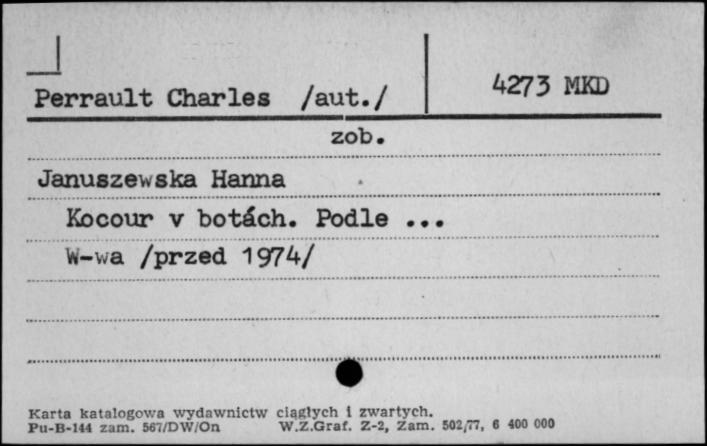 Perrault Charles /aut./ 4273 MKD
zob.
Januszewska Hanna
Kocour v botách. Podle ...
W-wa /przed 1974/
Karta katalogowa wydawnictw ciągłych i zwartych.
Pu-B-144 zam. 567/DW/On W.Z.Graf. Z-2, Zam. 502/77, 6 400 000